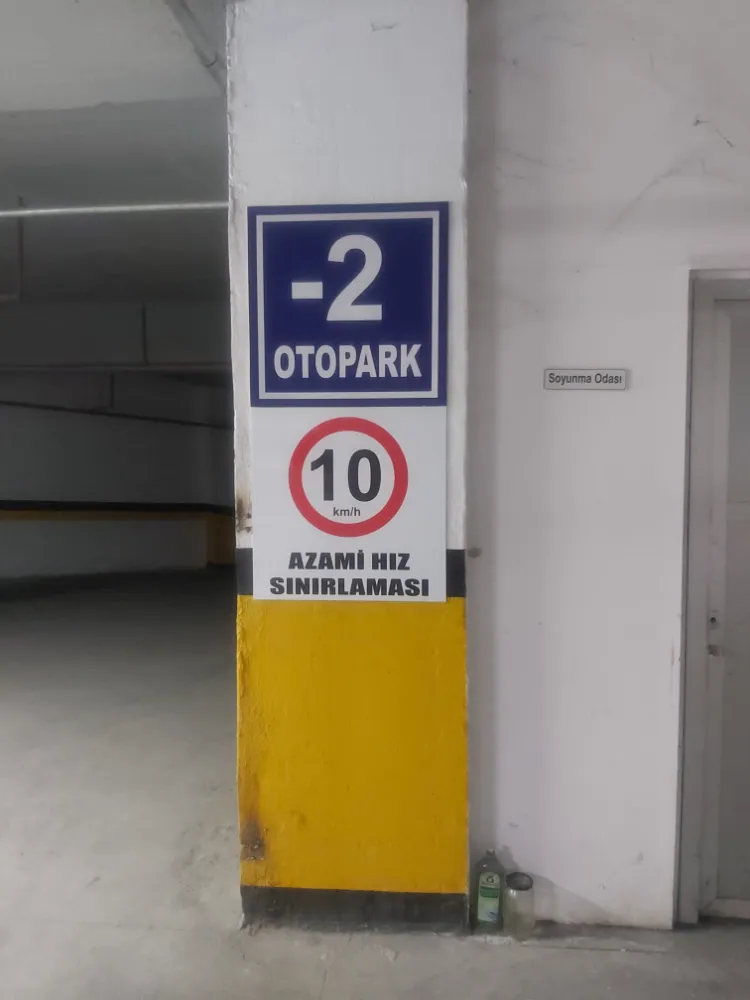 -2
OTOPARK
10
km/h
AZAMİ HIZ
SINIRLAMASI
Soyunma Odası